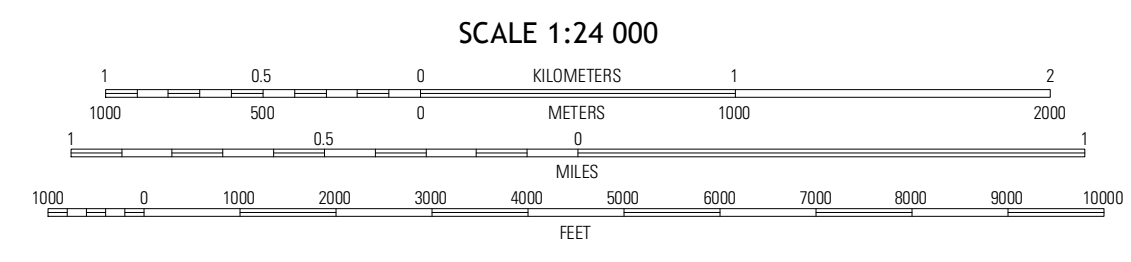 SCALE 1:24 000
1 0.5 0 KILOMETERS 1 2
1000 500 0 METERS 1000 2000
1 0.5 0 1
MILES
1000 0 1000 2000 3000 4000 5000 6000 7000 8000 9000 10000
FEET